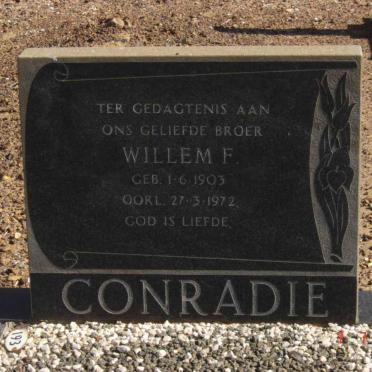 TER GEDAGTENIS AAN
ONS GELIEFDE BROER
WILLEM F.
GEB. 1-6-1903
OORL. 27-3-1972.
GOD IS LIEFDE.
CONRADIE